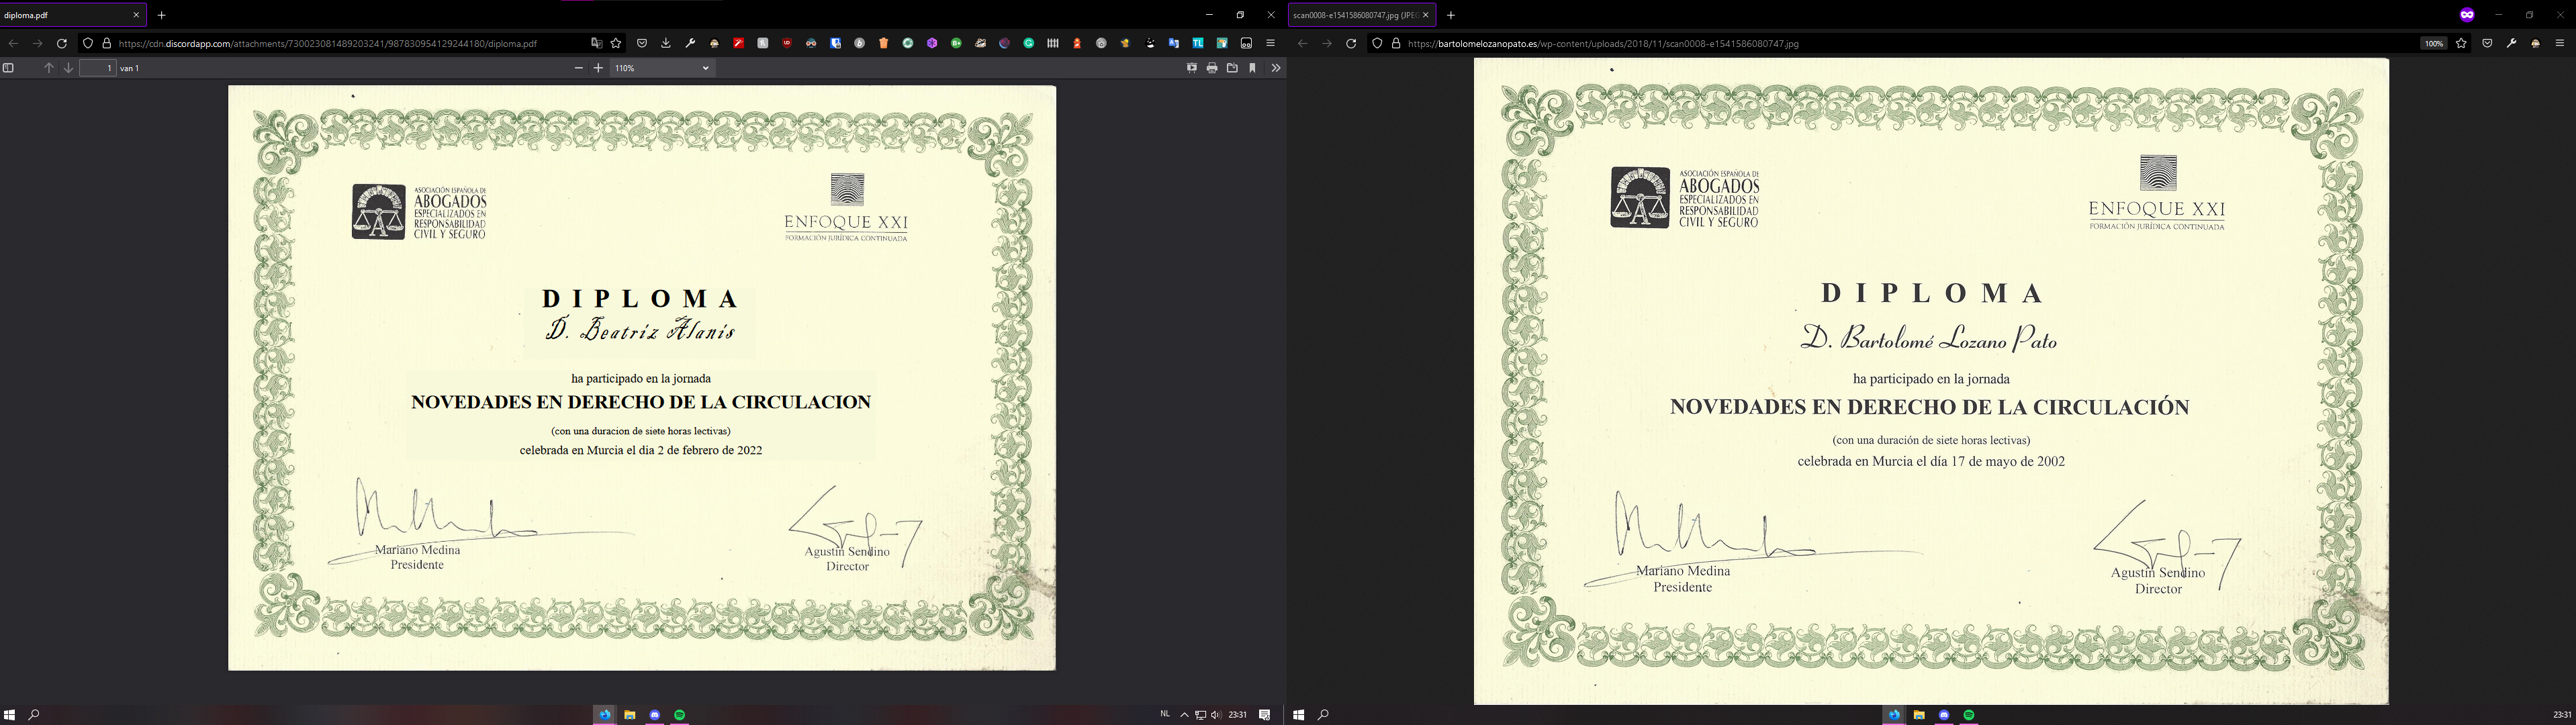 diploma.pdf
https://cdn.discordapp.com/attachments/730023081489203241/987830954129244180/diploma.pdf
1 van 1
110%
ASOCIACIÓN ESPAÑOLA DE
ABOGADOS
ESPECIALIZADOS EN
RESPONSABILIDAD
CIVIL Y SEGURO
ENFOQUE XXI
FORMACIÓN JURÍDICA CONTINUADA
D I P L O M A
D. Beatriz Alanis
ha participado en la jornada
NOVEDADES EN DERECHO DE LA CIRCULACION
(con una duracion de siete horas lectivas)
celebrada en Murcia el dia 2 de febrero de 2022
Mariano Medina
Presidente
Agustín Sendino
Director
NL
23:31
scan0008-e1541586080747.jpg (JPEG
https://bartolomelozanopato.es/wp-content/uploads/2018/11/scan0008-e1541586080747.jpg
100%
ASOCIACIÓN ESPAÑOLA DE
ABOGADOS
ESPECIALIZADOS EN
RESPONSABILIDAD
CIVIL Y SEGURO
ENFOQUE XXI
FORMACIÓN JURÍDICA CONTINUADA
D I P L O M A
D. Bartolomé Lozano Pato
ha participado en la jornada
NOVEDADES EN DERECHO DE LA CIRCULACIÓN
(con una duración de siete horas lectivas)
celebrada en Murcia el día 17 de mayo de 2002
Mariano Medina
Presidente
Agustín Sendino
Director
23:31